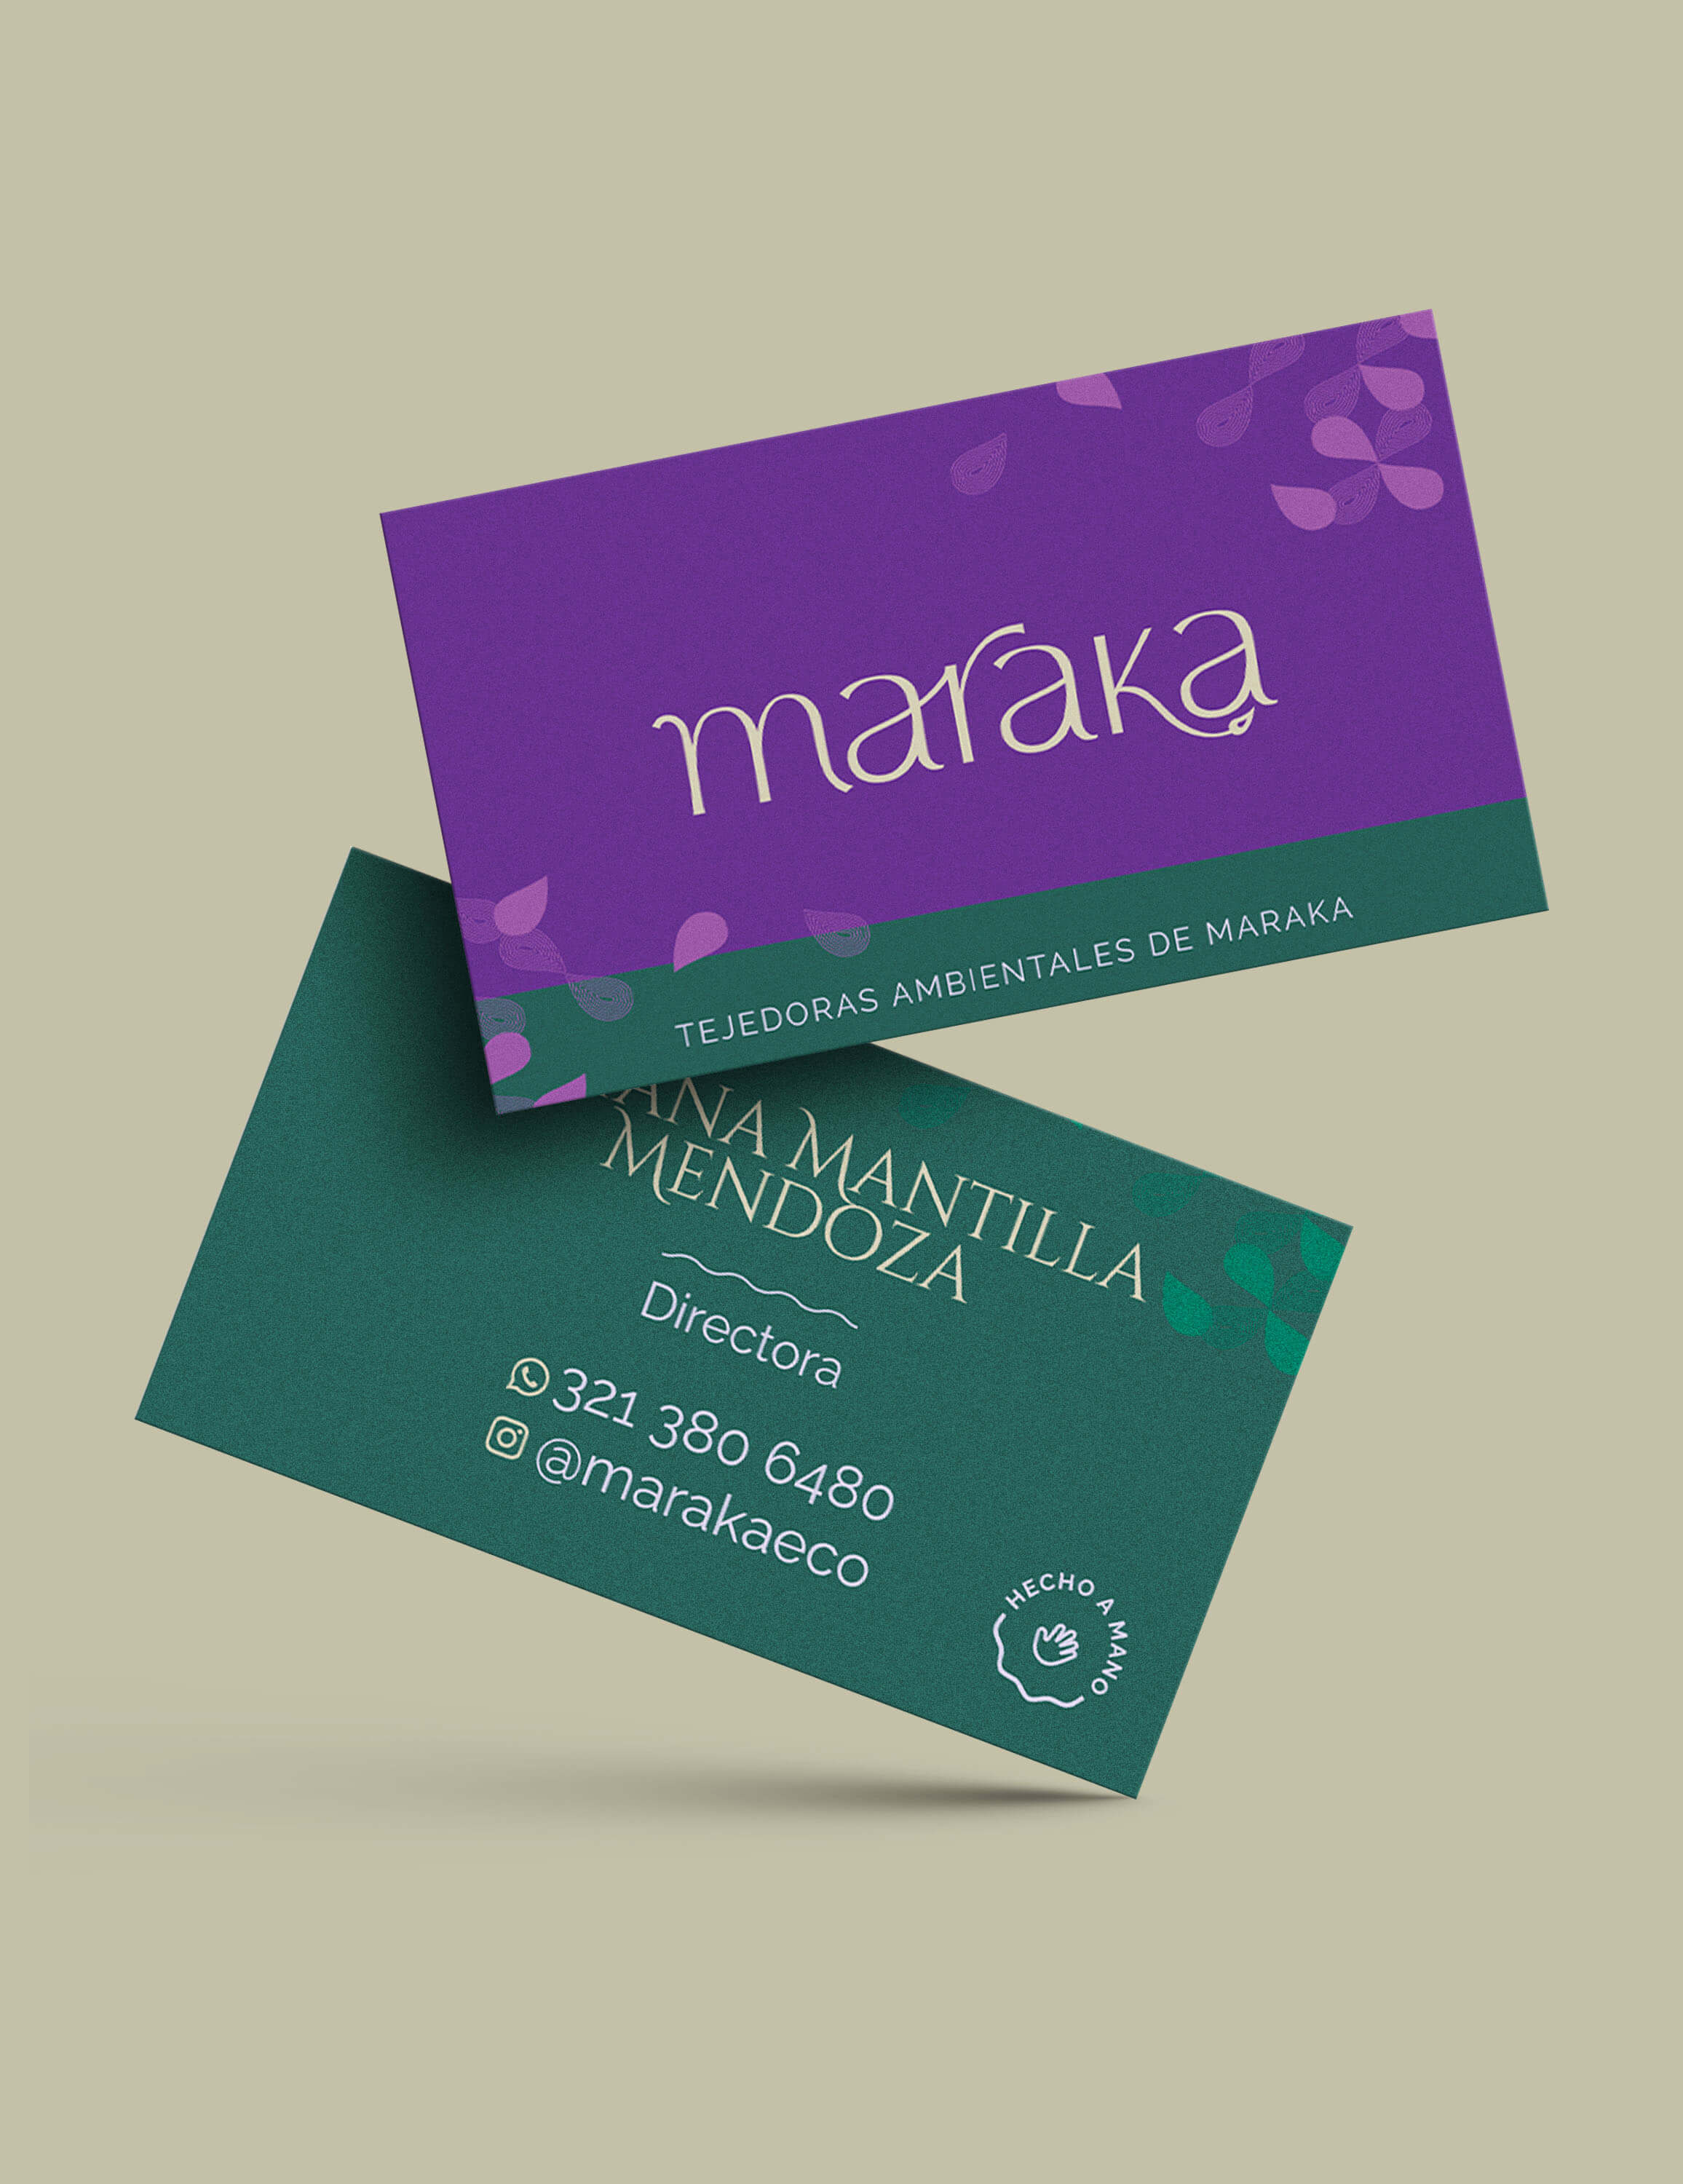 maraka
TEJEDORAS AMBIENTALES DE MARAKA
MANTILLA
MENDOZA
Directora
321 380 6480
@marakaeco
HECHO A MANO